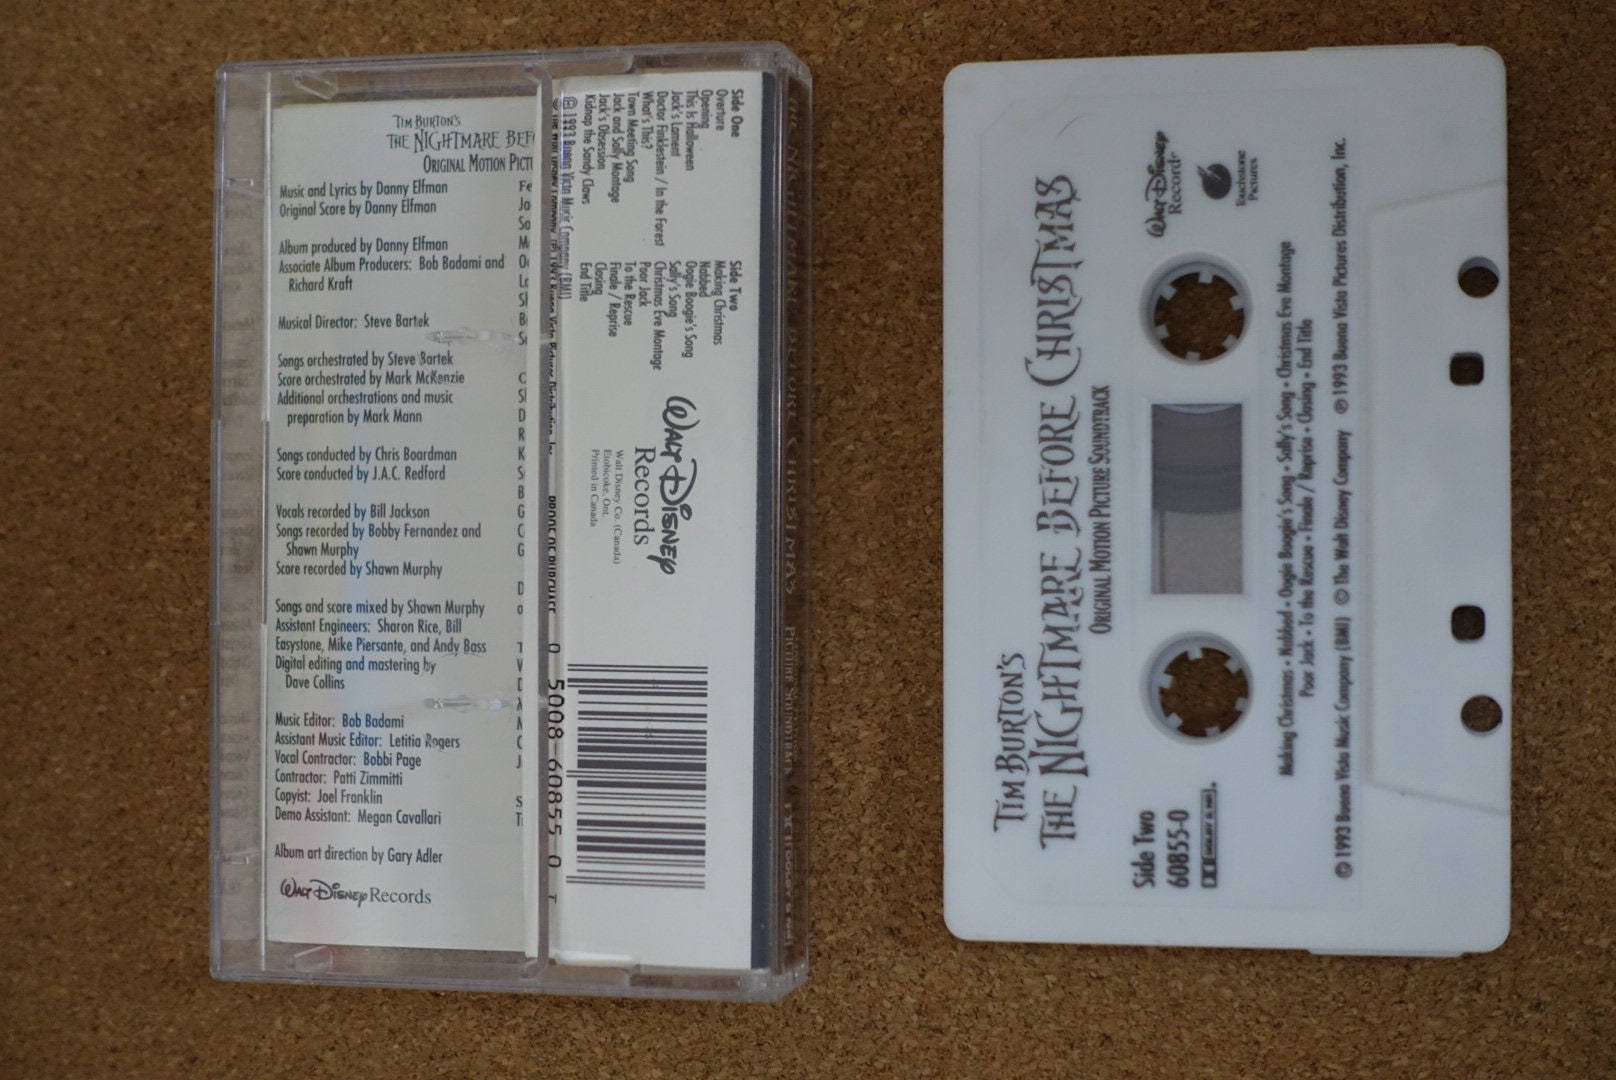 TIM BURTON'S
THE NIGHTMARE BEF
ORIGINAL MOTION PICT
Music and Lyrics by Danny Elfman
Original Score by Danny Elfman
Album produced by Danny Elfman
Associate Album Producers: Bob Badami and
Richard Kraft
Musical Director: Steve Bartek
Songs orchestrated by Steve Bartek
Score orchestrated by Mark McKenzie
Additional orchestrations and music
preparation by Mark Mann
Songs conducted by Chris Boardman
Score conducted by J.A.C. Redford
Vocals recorded by Bill Jackson
Songs recorded by Bobby Fernandez and
Shawn Murphy
Score recorded by Shawn Murphy
Songs and score mixed by Shawn Murphy
Assistant Engineers: Sharon Rice, Bill
Easystone, Mike Piersante, and Andy Bass
Digital editing and mastering by
Dave Collins
Music Editor: Bob Badami
Assistant Music Editor: Letitia Rogers
Vocal Contractor: Bobbi Page
Contractor: Patti Zimmitti
Copyist: Joel Franklin
Demo Assistant: Megan Cavallari
Album art direction by Gary Adler
WALT DISNEY Records
Side One
Overture
Opening
This Is Halloween
Jack's Lament
Doctor Finklestein / In the Forest
What's This?
Town Meeting Song
Jack and Sally Montage
Jack's Obsession
Kidnap the Sandy Claws
© 1993 Buena Vista Music Company (BMI)
Side Two
Making Christmas
Nabbed
Oogie Boogie's Song
Sally's Song
Christmas Eve Montage
Poor Jack
To the Rescue
Finale / Reprise
Closing
End Title
WALT DISNEY
Records
Walt Disney Co. (Canada)
Etobicoke, Ont.
Printed in Canada
PROOF OF PURCHASE
0 50086-60855 0
TIM BURTON'S
THE NIGHTMARE BEFORE CHRISTMAS
ORIGINAL MOTION PICTURE SOUNDTRACK
WALT DISNEY
Records
Touchstone
Pictures
Side Two
60855-0
DOLBY B NR
Making Christmas • Nabbed • Oogie Boogie's Song • Sally's Song • Christmas Eve Montage
Poor Jack • To the Rescue • Finale / Reprise • Closing • End Title
© 1993 Buena Vista Music Company (BMI) © The Walt Disney Company ℗ 1993 Buena Vista Pictures Distribution, Inc.